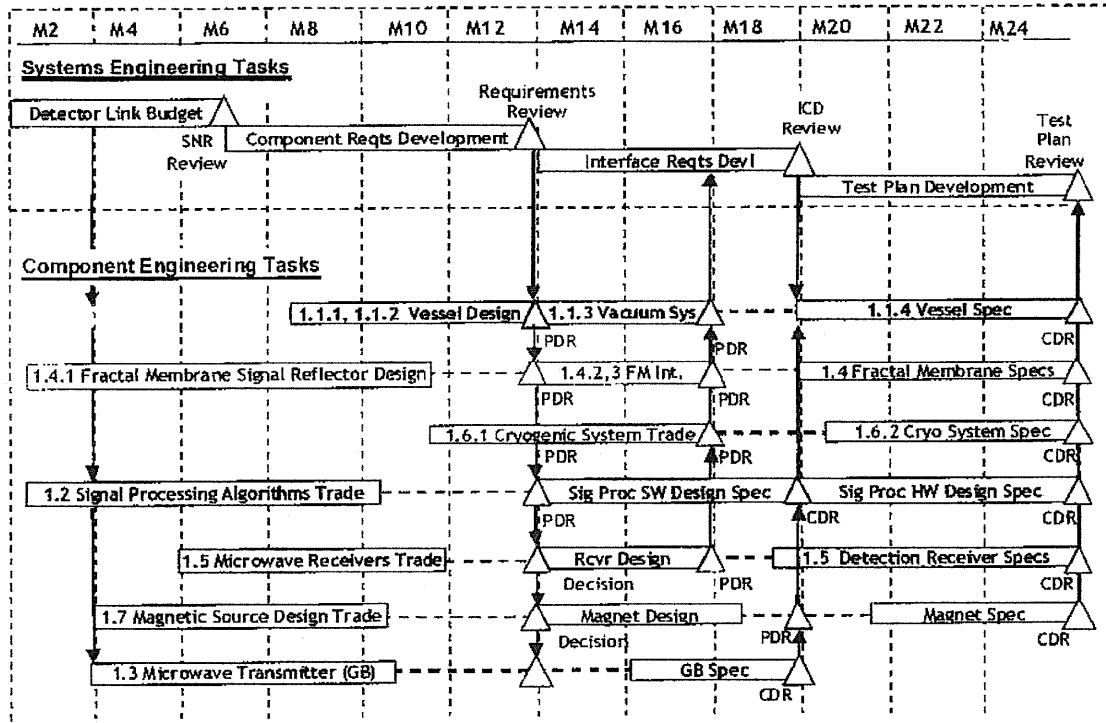 M2 M4 M6 M8 M10 M12 M14 M16 M18 M20 M22 M24
Systems Engineering Tasks
Detector Link Budget
SNR
Review
Component Reqts Development
Requirements
Review
Interface Reqts Devl
ICD
Review
Test Plan Development
Test
Plan
Review
Component Engineering Tasks
1.1.1, 1.1.2 Vessel Design
1.1.3 Vacuum Sys
1.1.4 Vessel Spec
PDR
PDR
CDR
1.4.1 Fractal Membrane Signal Reflector Design
1.4.2,3 FM Int.
1.4 Fractal Membrane Specs
PDR
PDR
CDR
1.6.1 Cryogenic System Trade
1.6.2 Cryo System Spec
PDR
PDR
CDR
1.2 Signal Processing Algorithms Trade
Sig Proc SW Design Spec
Sig Proc HW Design Spec
PDR
CDR
CDR
1.5 Microwave Receivers Trade
Rcvr Design
1.5 Detection Receiver Specs
Decision
PDR
CDR
1.7 Magnetic Source Design Trade
Magnet Design
Magnet Spec
Decision
PDR
CDR
1.3 Microwave Transmitter (GB)
GB Spec
CDR